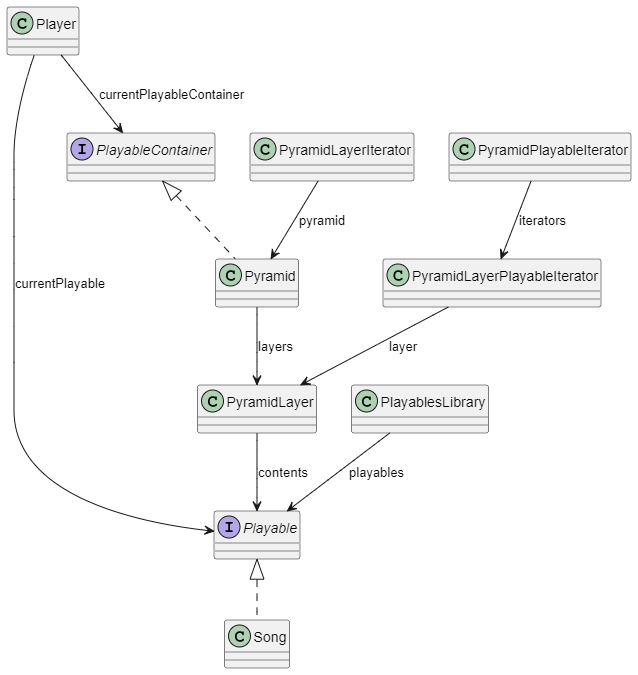 C Player
currentPlayableContainer
I PlayableContainer
C PyramidLayerIterator
C PyramidPlayableIterator
pyramid
iterators
C Pyramid
C PyramidLayerPlayableIterator
currentPlayable
layers
layer
C PyramidLayer
C PlayablesLibrary
contents
playables
I Playable
C Song